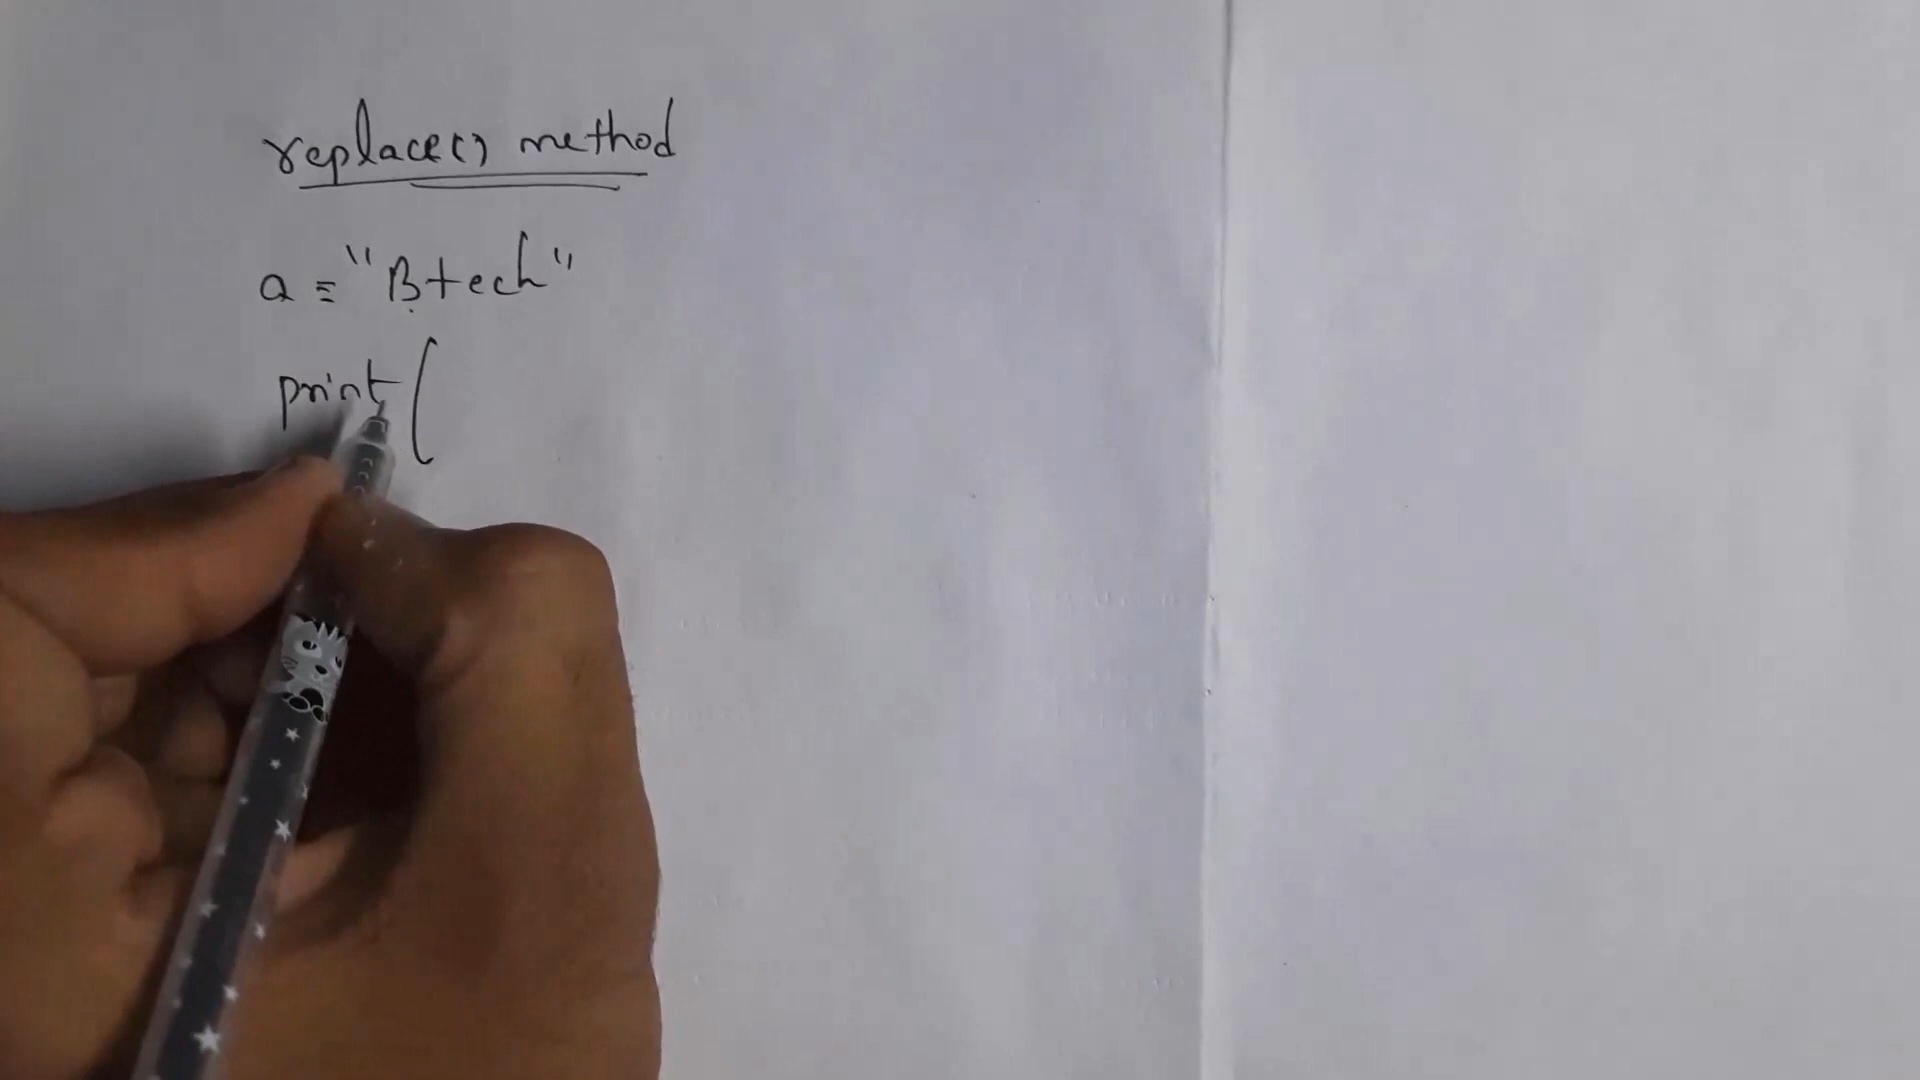 replace() method
a = "Btech"
print(